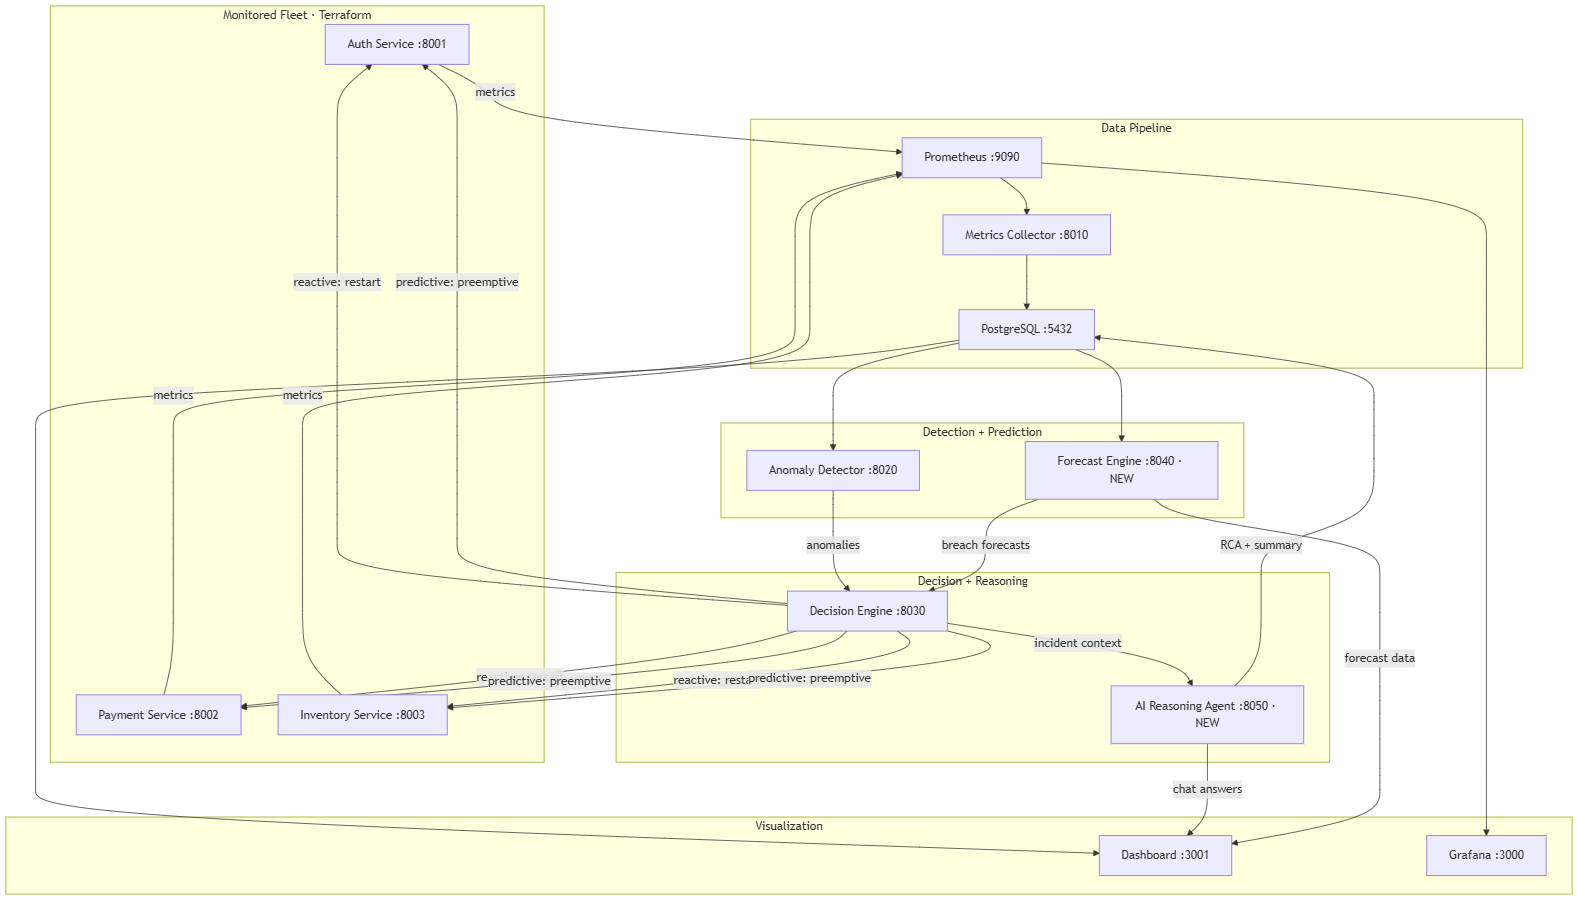 Monitored Fleet · Terraform
Auth Service :8001
metrics
Data Pipeline
Prometheus :9090
Metrics Collector :8010
reactive: restart
predictive: preemptive
PostgreSQL :5432
metrics
metrics
Detection + Prediction
Anomaly Detector :8020
Forecast Engine :8040 ·
NEW
anomalies
breach forecasts
RCA + summary
Decision + Reasoning
Decision Engine :8030
incident context
forecast data
predictive: preemptive
reactive:
predictive: preemptive
Payment Service :8002
Inventory Service :8003
AI Reasoning Agent :8050 ·
NEW
chat answers
Visualization
Dashboard :3001
Grafana :3000